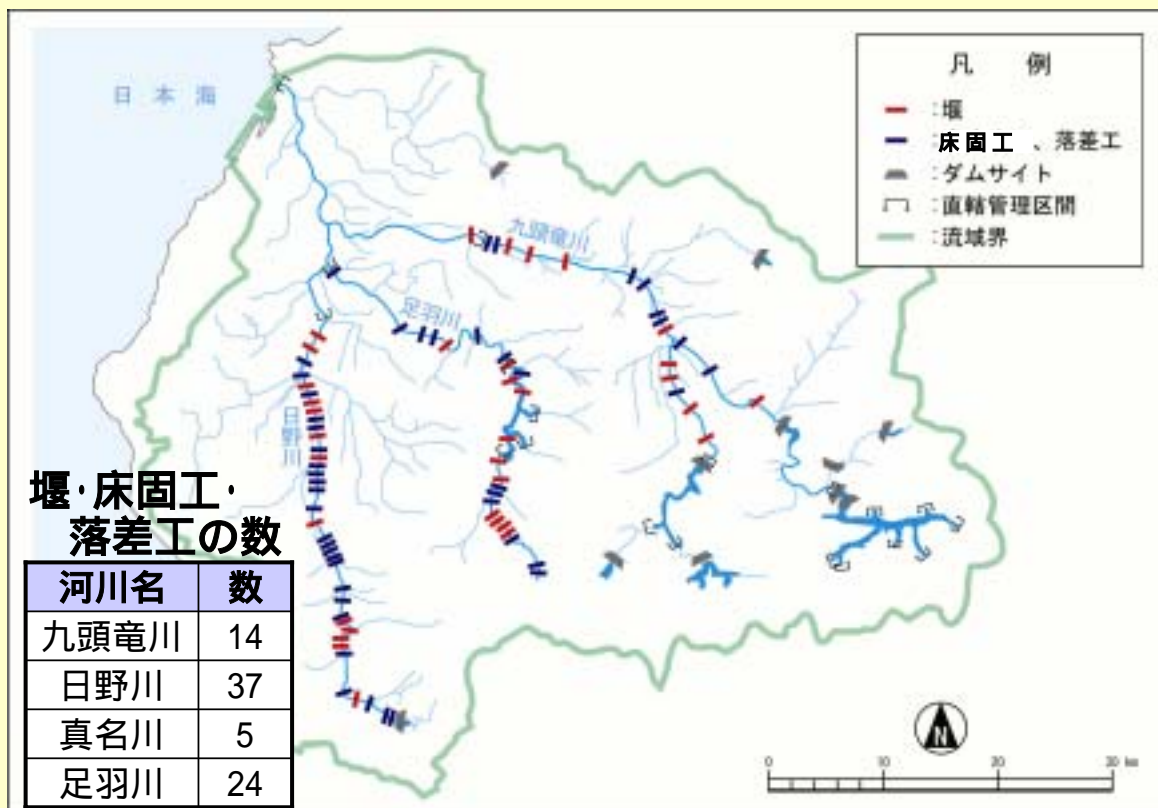 日本海
凡 例
:堰
:床固工、落差工
:ダムサイト
:直轄管理区間
:流域界
九頭竜川
足羽川
日野川
堰・床固工・
落差工の数
河川名 数
九頭竜川 14
日野川 37
真名川 5
足羽川 24
N
0 10 20 30 km